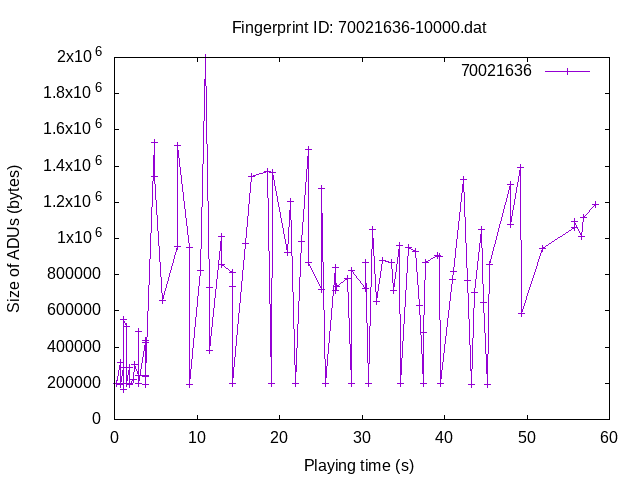 Fingerprint ID: 70021636-10000.dat
70021636
Size of ADUs (bytes)
2x10^6
1.8x10^6
1.6x10^6
1.4x10^6
1.2x10^6
1x10^6
800000
600000
400000
200000
0
0 10 20 30 40 50 60
Playing time (s)